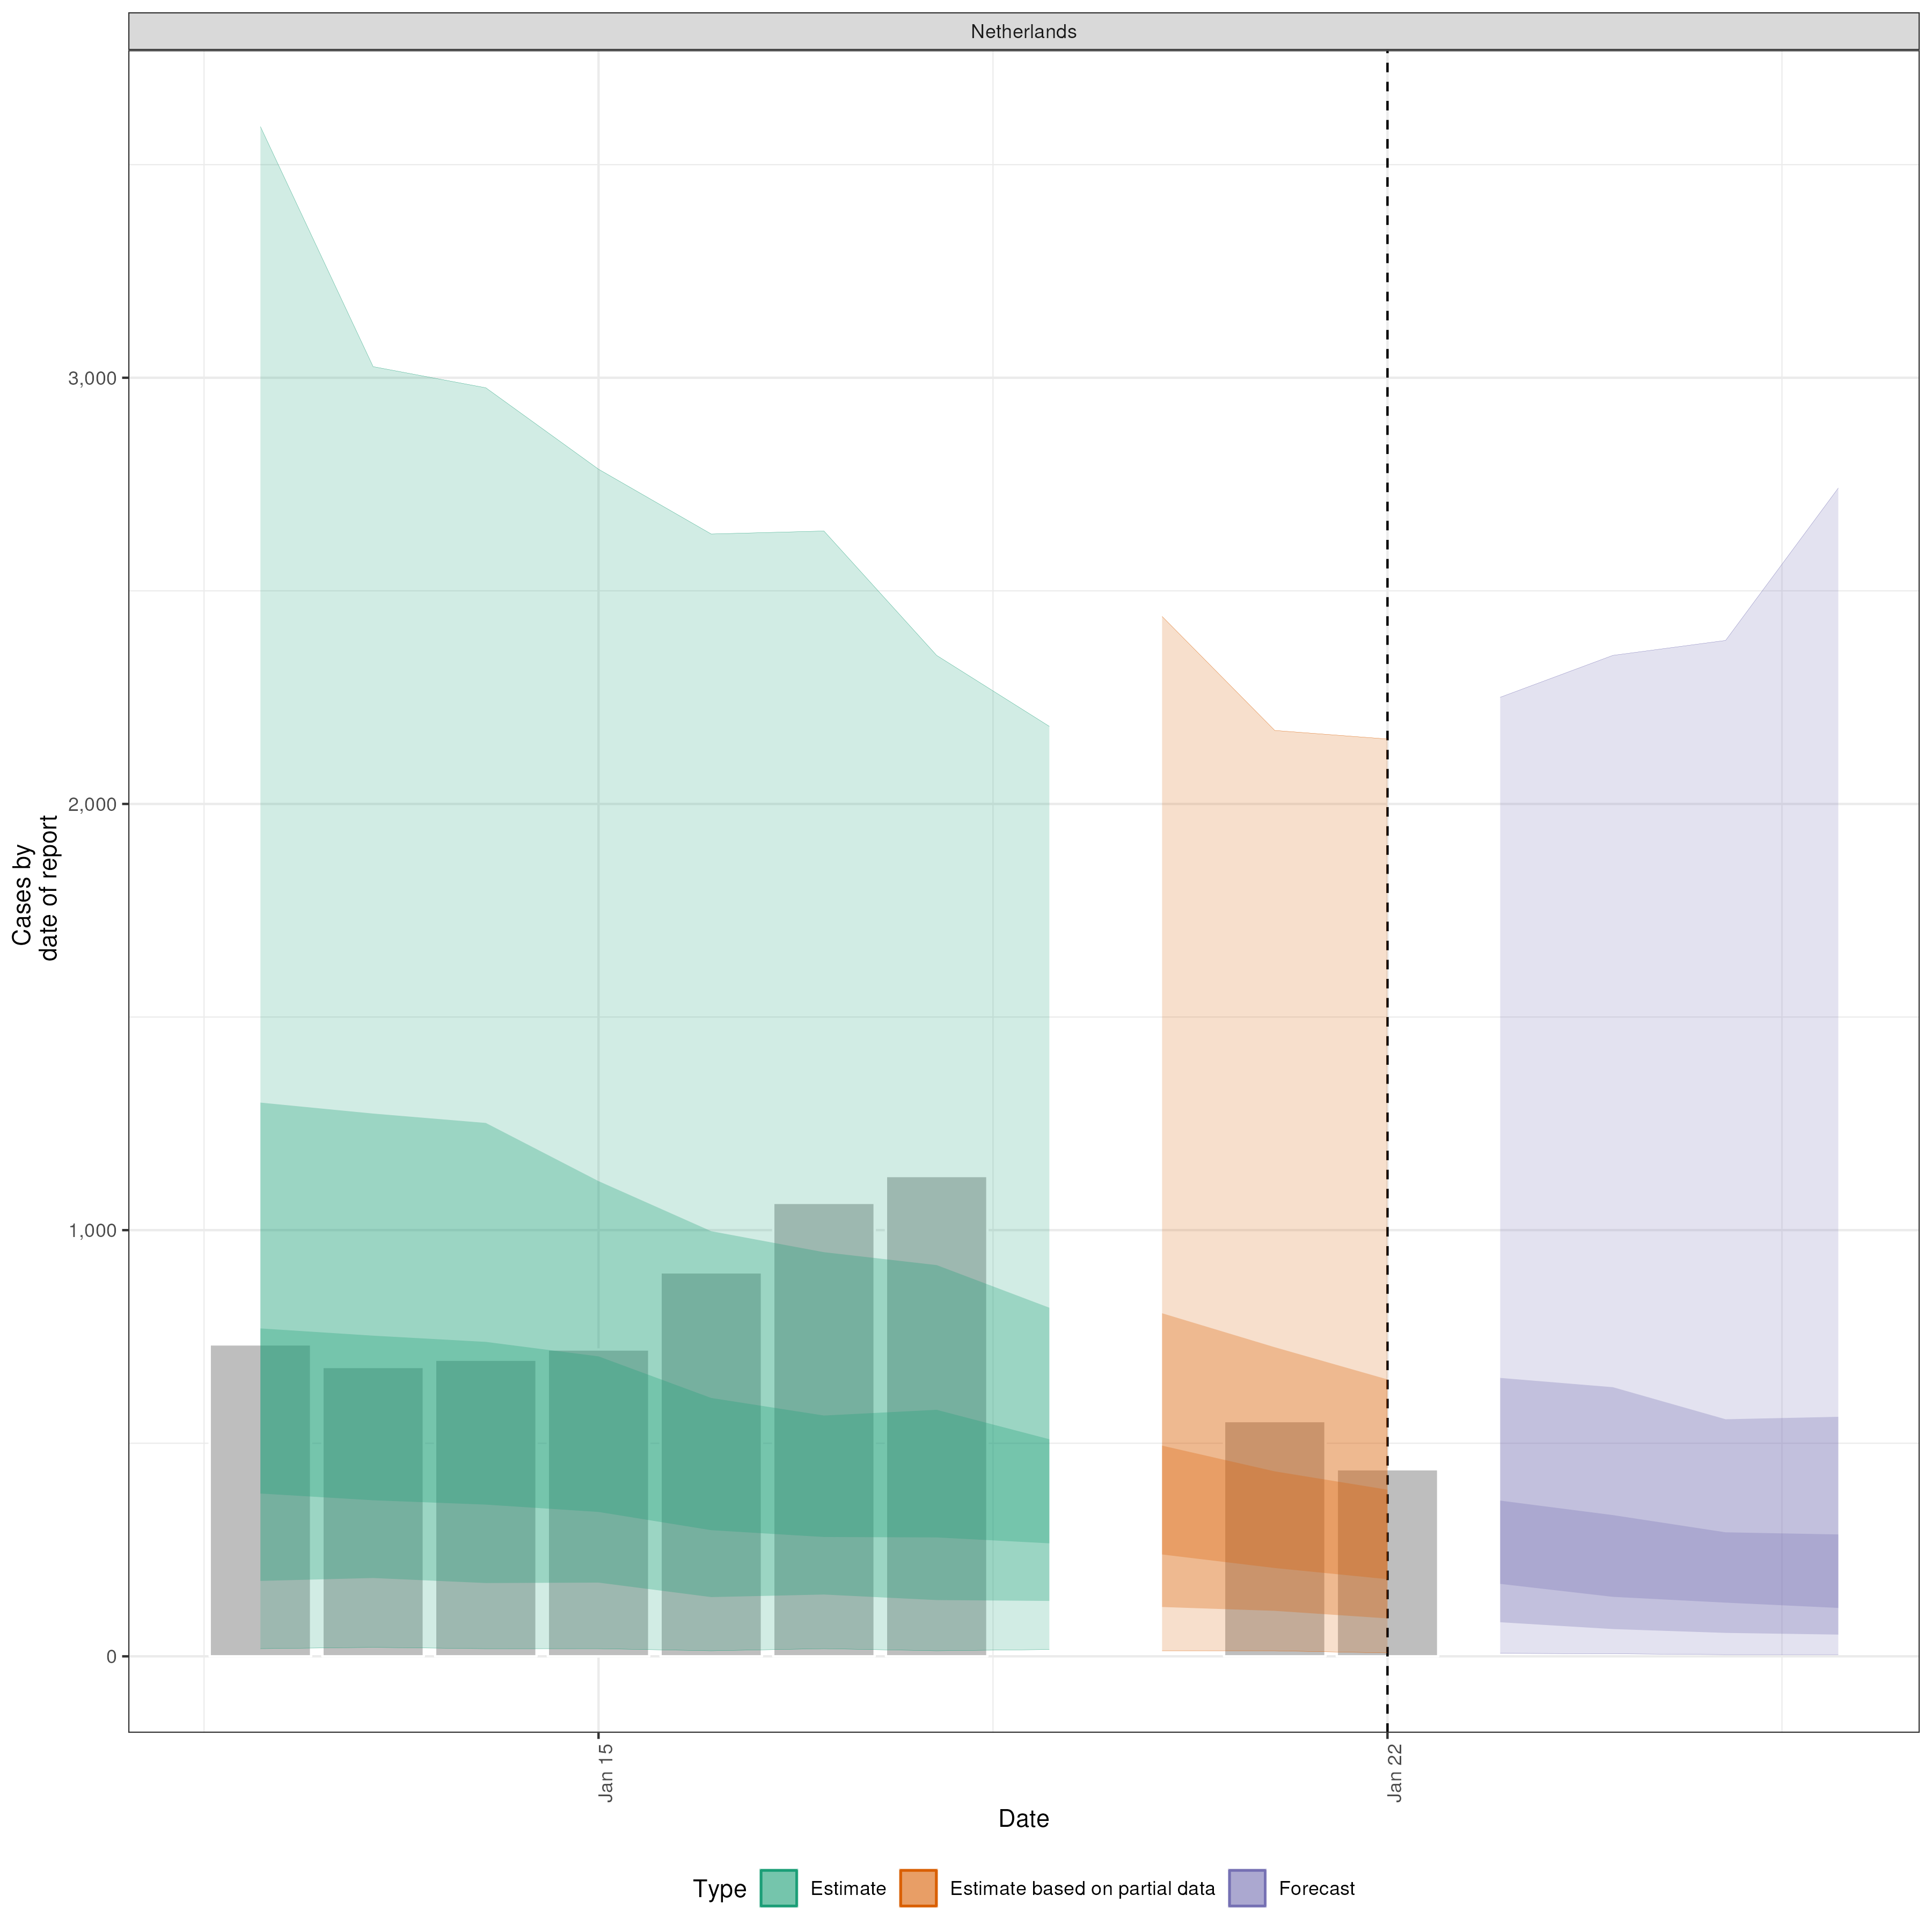 Netherlands
3,000
2,000
1,000
0
Cases by
date of report
Jan 15
Jan 22
Date
Type
Estimate
Estimate based on partial data
Forecast